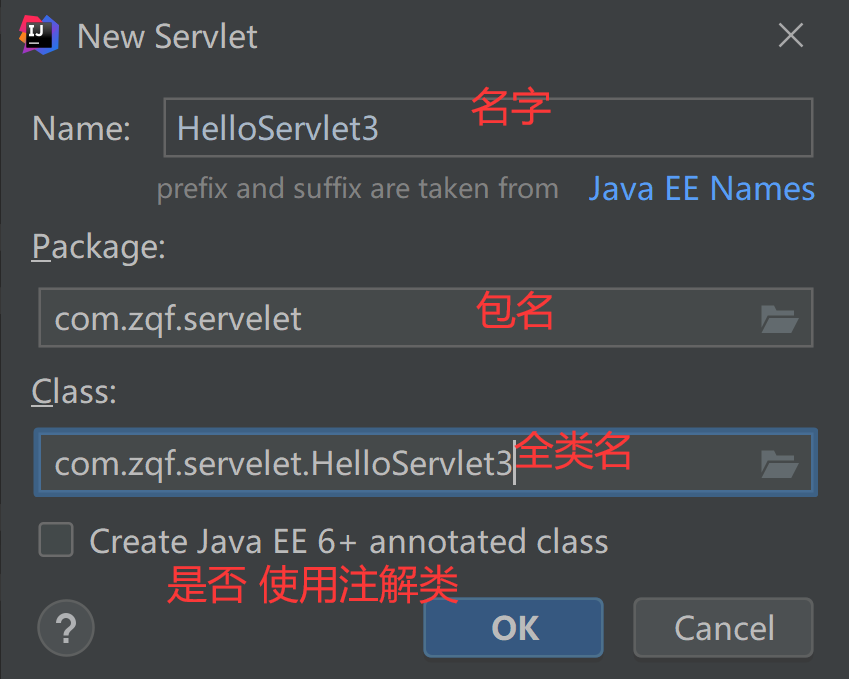 IJ
New Servlet
名字
Name: HelloServlet3
prefix and suffix are taken from Java EE Names
Package:
com.zqf.servelet 包名
Class:
com.zqf.servelet.HelloServlet3 全类名
Create Java EE 6+ annotated class
是否 使用注解类
? OK Cancel